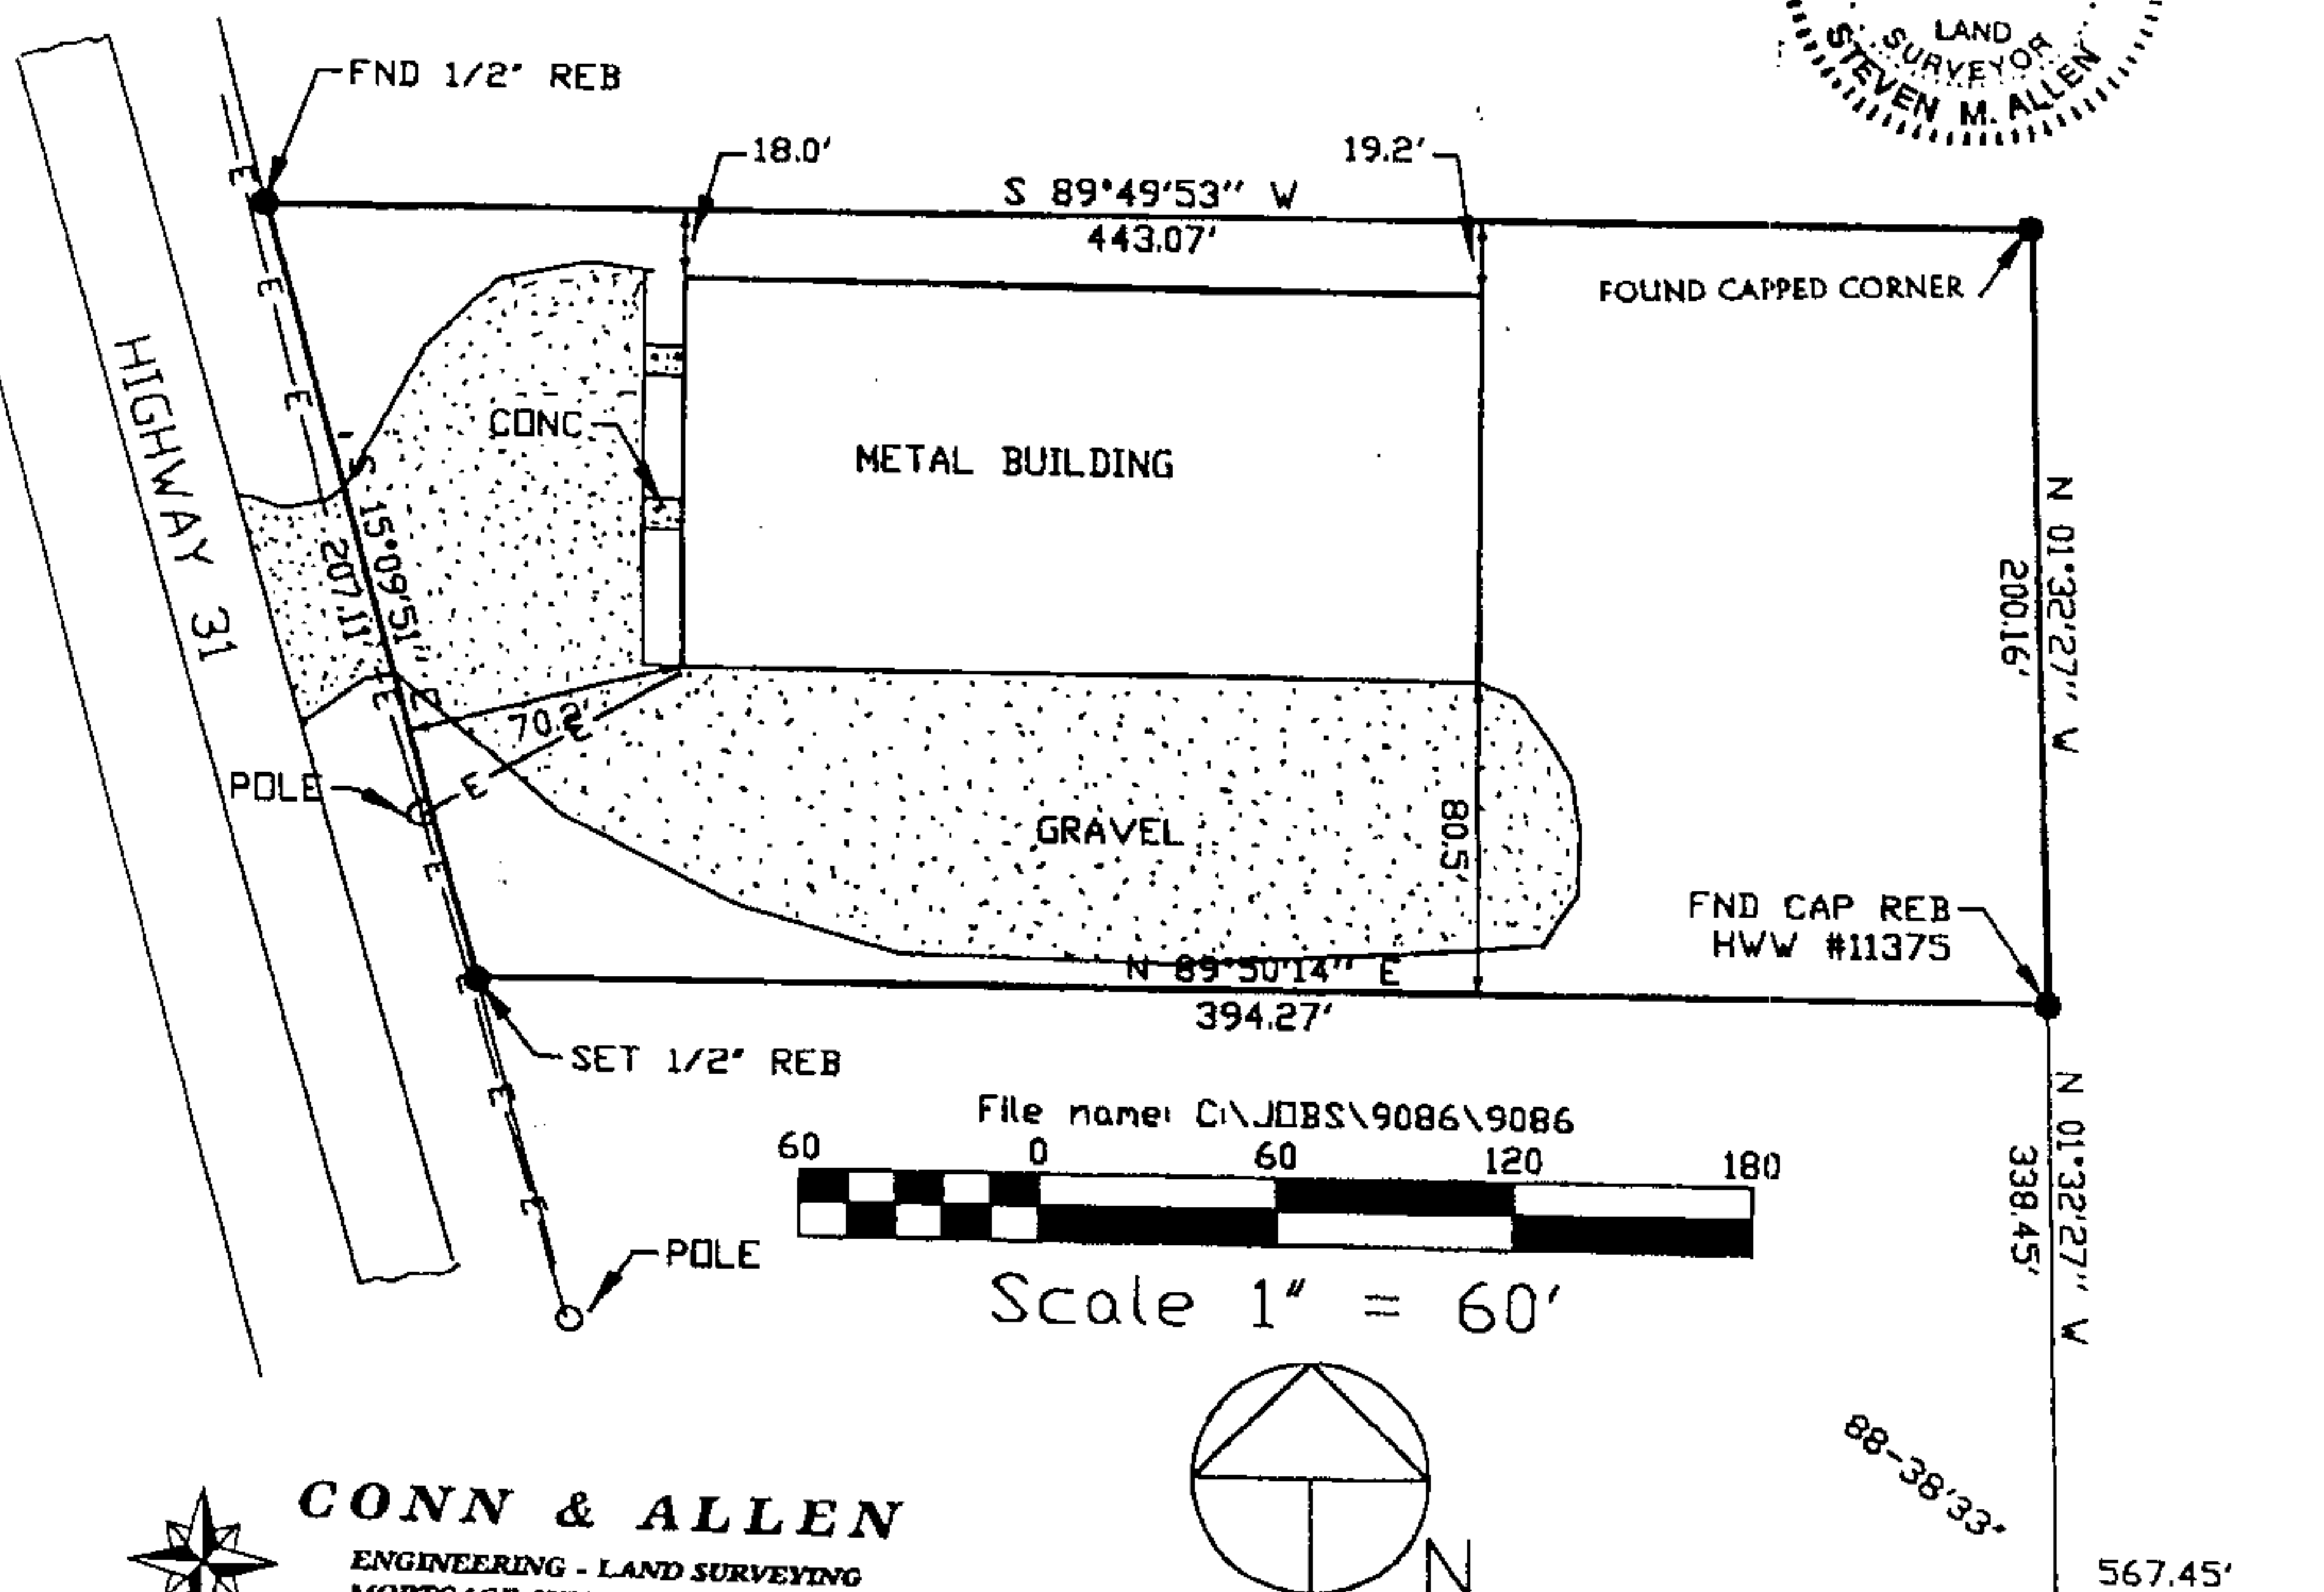 LAND
SURVEYOR
STEVEN M. ALLEN
FND 1/2" REB
18.0'
19.2'
S 89°49'53" W
443.07'
FOUND CAPPED CORNER
HIGHWAY 31
CONC
METAL BUILDING
S 15°09'51"
207.11'
N 01°32'27" W
200.16'
70.2'
E
E
E
E
E
E
E
E
E
E
POLE
GRAVEL
80.5'
FND CAP REB
HWW #11375
N 89°50'14" E
394.27'
SET 1/2" REB
File name: C:\JOBS\9086\9086
60 0 60 120 180
Scale 1" = 60'
POLE
N 01°32'27" W
338.45'
88-38'33"
567.45'
N
CONN & ALLEN
ENGINEERING - LAND SURVEYING